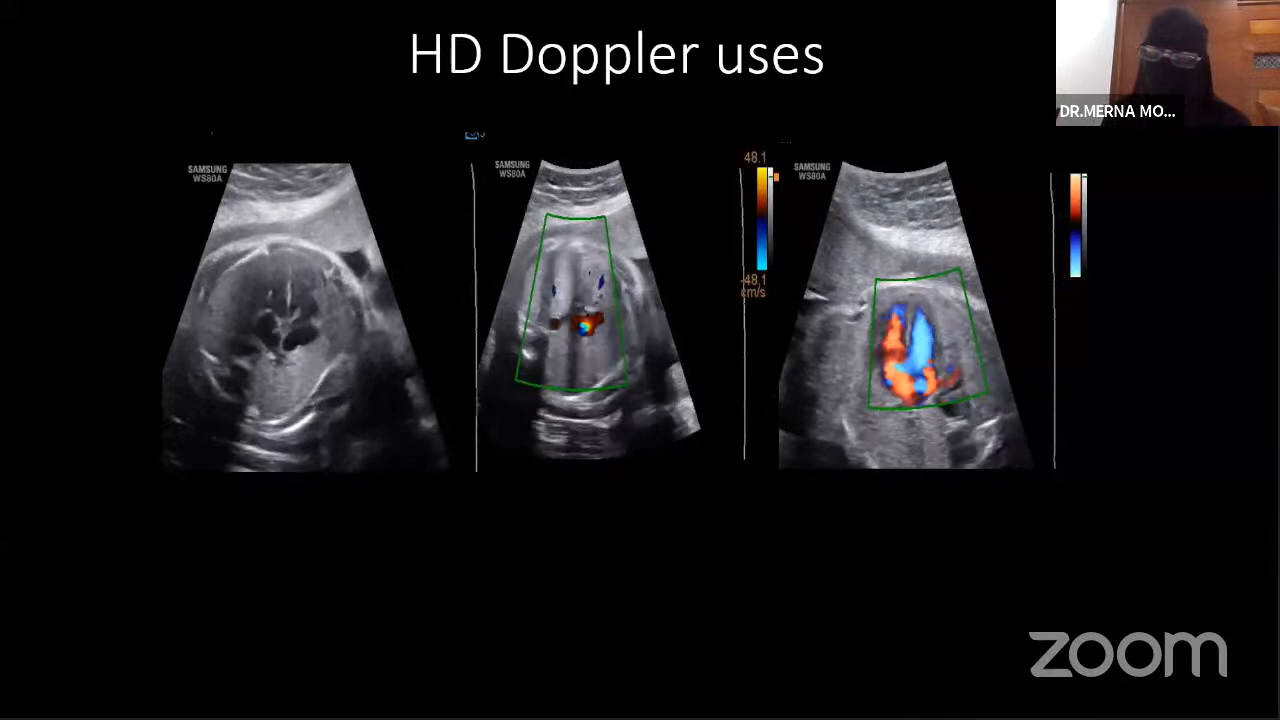 HD Doppler uses
DR.MERNA MO...
SAMSUNG
WS80A
SAMSUNG
WS80A
48.1
-48.1
cm/s
SAMSUNG
WS80A
zoom